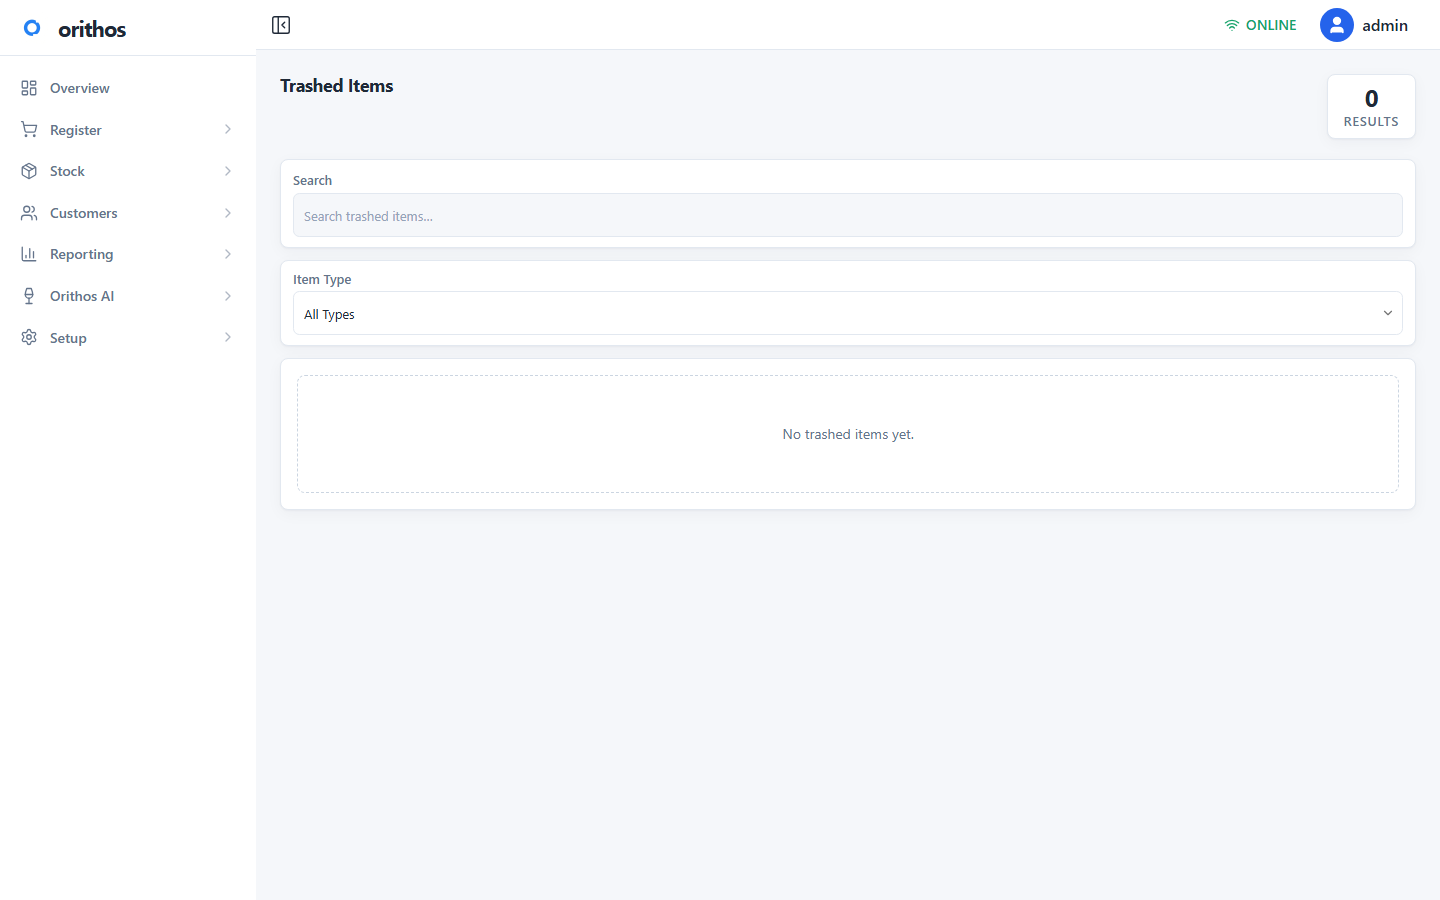 orithos
ONLINE
admin
Overview
Register
Stock
Customers
Reporting
Orithos AI
Setup
Trashed Items
0
RESULTS
Search
Search trashed items...
Item Type
All Types
No trashed items yet.